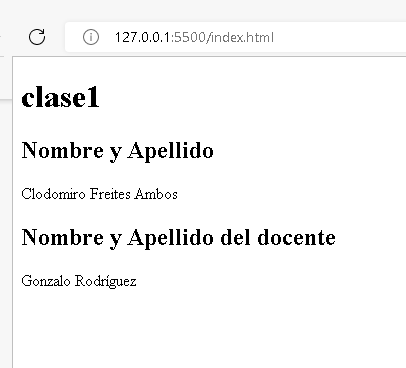 127.0.0.1:5500/index.html
clase1
Nombre y Apellido
Clodomiro Freites Ambos
Nombre y Apellido del docente
Gonzalo Rodríguez